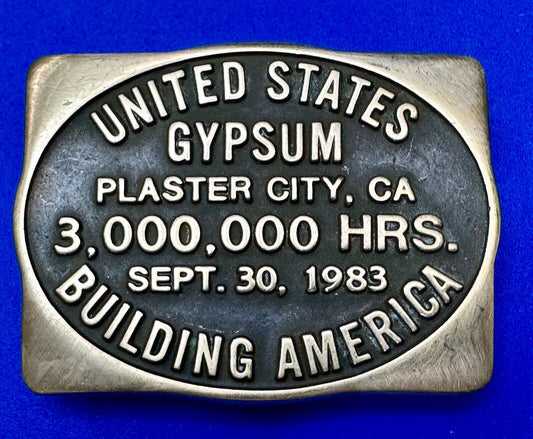 UNITED STATES
GYPSUM
PLASTER CITY, CA
3,000,000 HRS.
SEPT. 30, 1983
BUILDING AMERICA